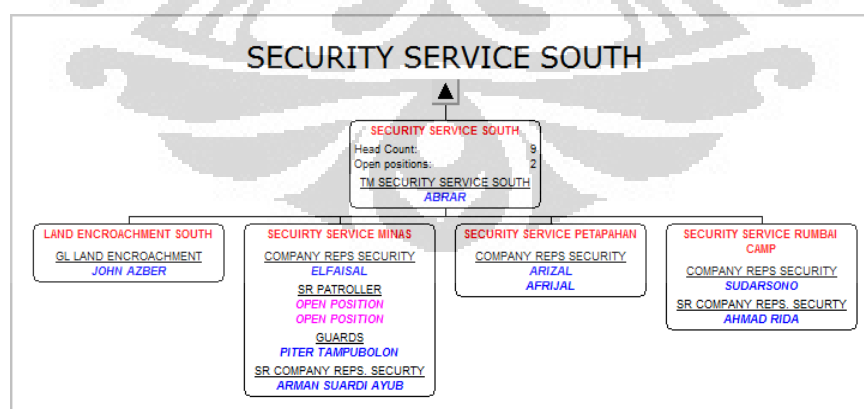 SECURITY SERVICE SOUTH
SECURITY SERVICE SOUTH
Head Count: 9
Open positions: 2
TM SECURITY SERVICE SOUTH
ABRAR
LAND ENCROACHMENT SOUTH
GL LAND ENCROACHMENT
JOHN AZBER
SECUIRTY SERVICE MINAS
COMPANY REPS SECURITY
ELFAISAL
SR PATROLLER
OPEN POSITION
OPEN POSITION
GUARDS
PITER TAMPUBOLON
SR COMPANY REPS. SECURTY
ARMAN SUARDI AYUB
SECURITY SERVICE PETAPAHAN
COMPANY REPS SECURITY
ARIZAL
AFRIJAL
SECURITY SERVICE RUMBAI
CAMP
COMPANY REPS SECURITY
SUDARSONO
SR COMPANY REPS. SECURTY
AHMAD RIDA